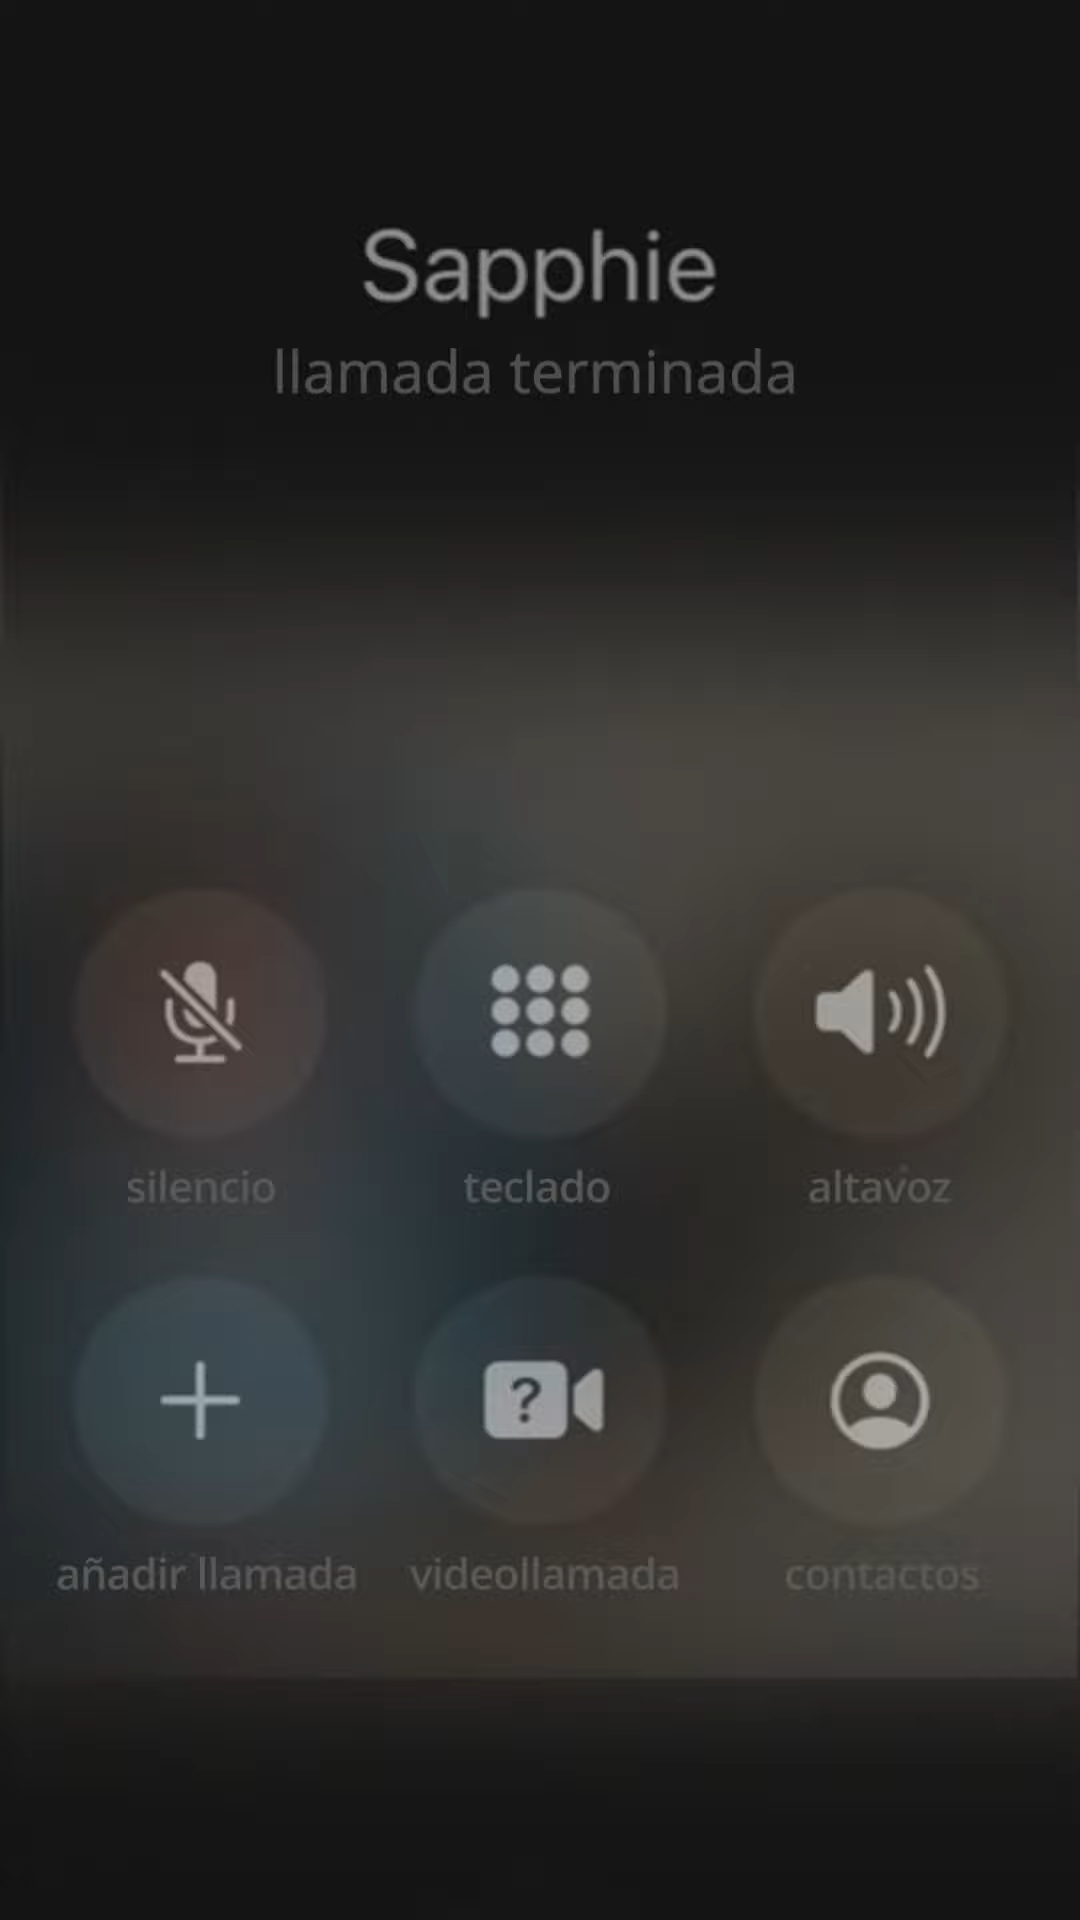 Sapphie
llamada terminada
silencio
teclado
altavoz
?
añadir llamada
videollamada
contactos